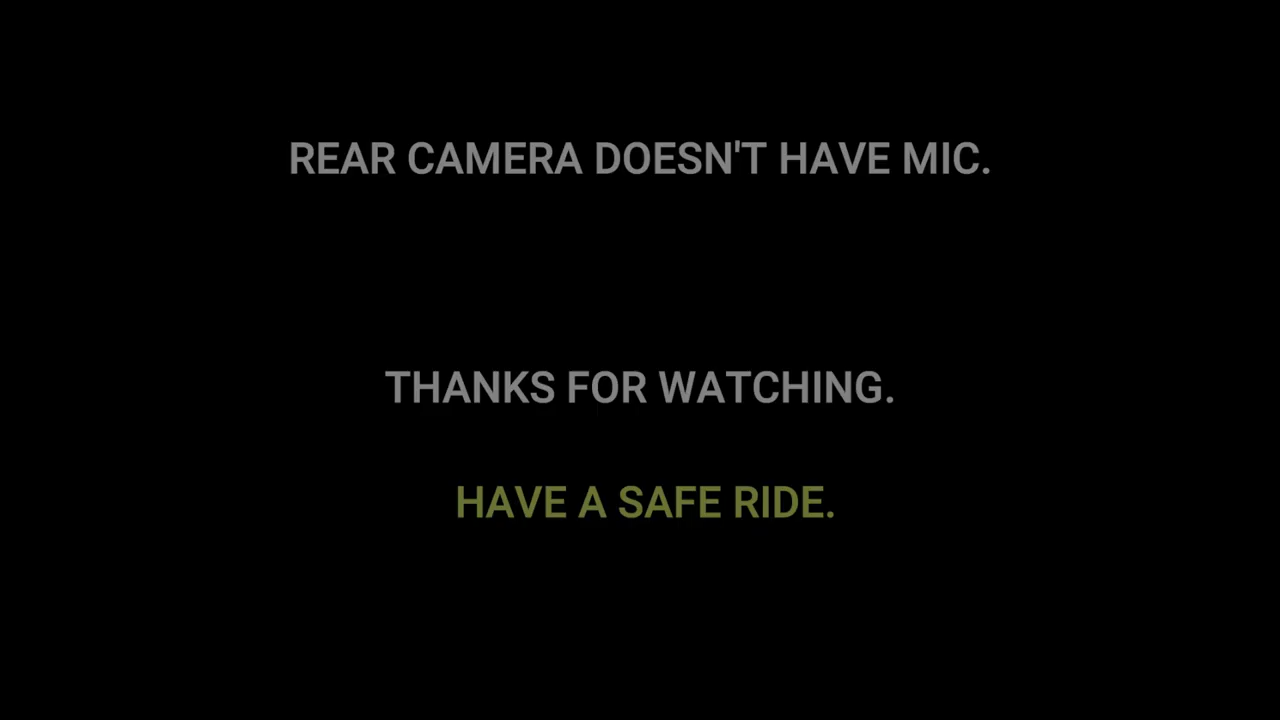 REAR CAMERA DOESN'T HAVE MIC.
THANKS FOR WATCHING.
HAVE A SAFE RIDE.